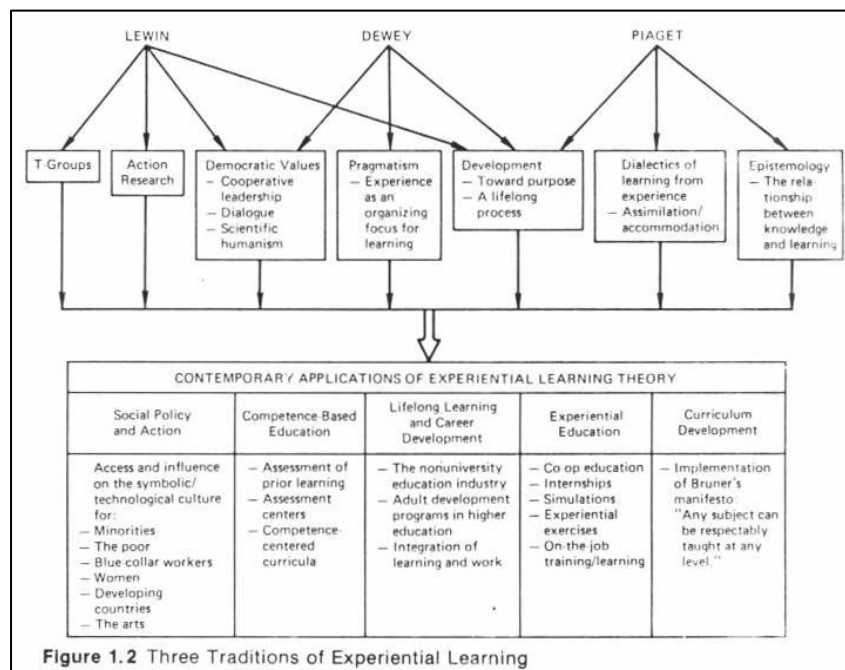 LEWIN
DEWEY
PIAGET
T-Groups
Action
Research
Democratic Values
– Cooperative
leadership
– Dialogue
– Scientific
humanism
Pragmatism
– Experience
as an
organizing
focus for
learning
Development
– Toward purpose
– A lifelong
process
Dialectics of
learning from
experience
– Assimilation/
accommodation
Epistemology
– The rela-
tionship
between
knowledge
and learning
CONTEMPORARY APPLICATIONS OF EXPERIENTIAL LEARNING THEORY
Social Policy
and Action
Competence-Based
Education
Lifelong Learning
and Career
Development
Experiential
Education
Curriculum
Development
Access and influence
on the symbolic/
technological culture
for:
– Minorities
– The poor
– Blue-collar workers
– Women
– Developing
countries
– The arts
– Assessment of
prior learning
– Assessment
centers
– Competence-
centered
curricula
– The nonuniversity
education industry
– Adult development
programs in higher
education
– Integration of
learning and work
– Co-op education
– Internships
– Simulations
– Experiential
exercises
– On-the-job
training/learning
– Implementation
of Bruner's
manifesto:
"Any subject can
be respectably
taught at any
level."
Figure 1.2 Three Traditions of Experiential Learning